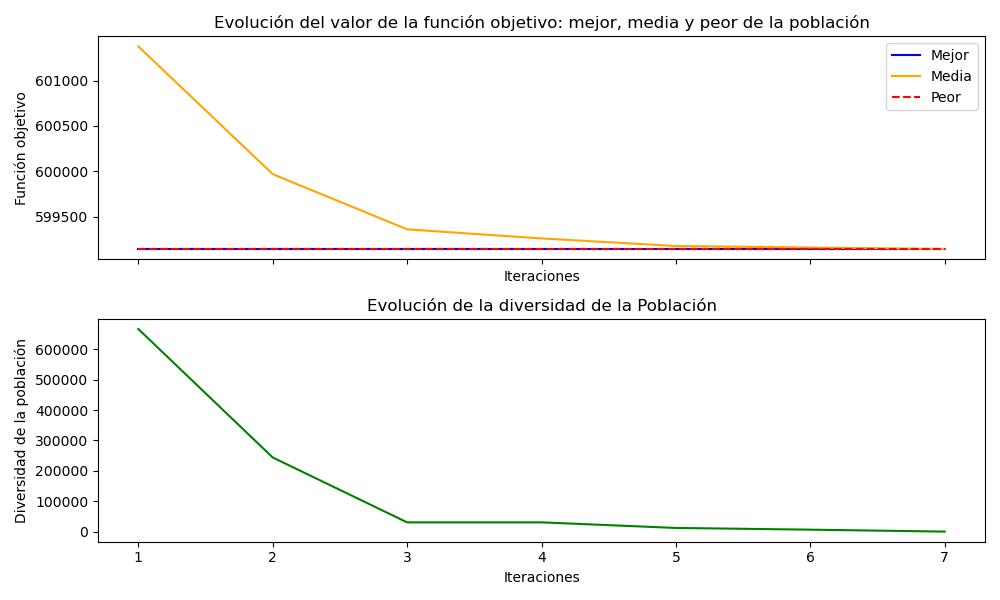 Evolución del valor de la función objetivo: mejor, media y peor de la población
Mejor
Media
Peor
Función objetivo
601000
600500
600000
599500
Iteraciones
Evolución de la diversidad de la Población
Diversidad de la población
600000
500000
400000
300000
200000
100000
0
1 2 3 4 5 6 7
Iteraciones